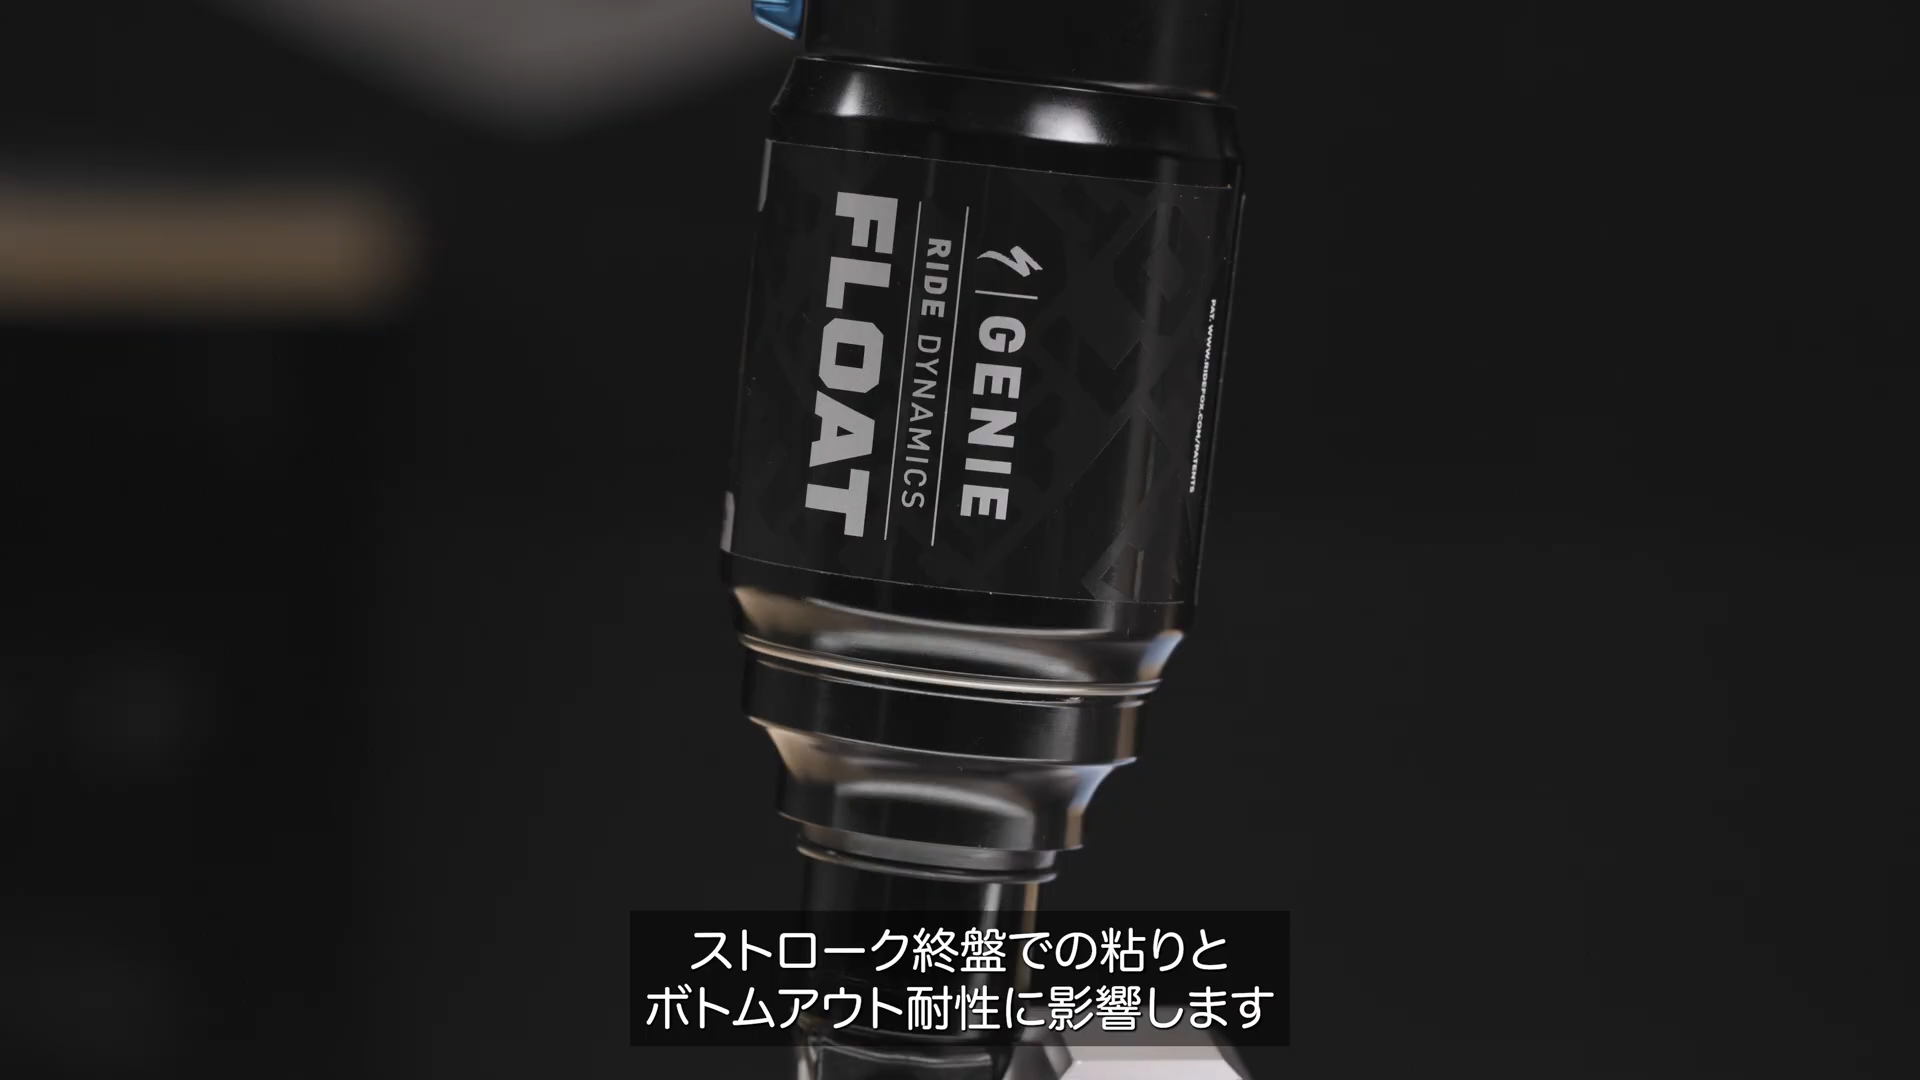 FLOAT
RIDE DYNAMICS
GENIE
PAT. WWW.RIDEFOX.COM/PATENTS
ストローク終盤での粘りと
ボトムアウト耐性に影響します